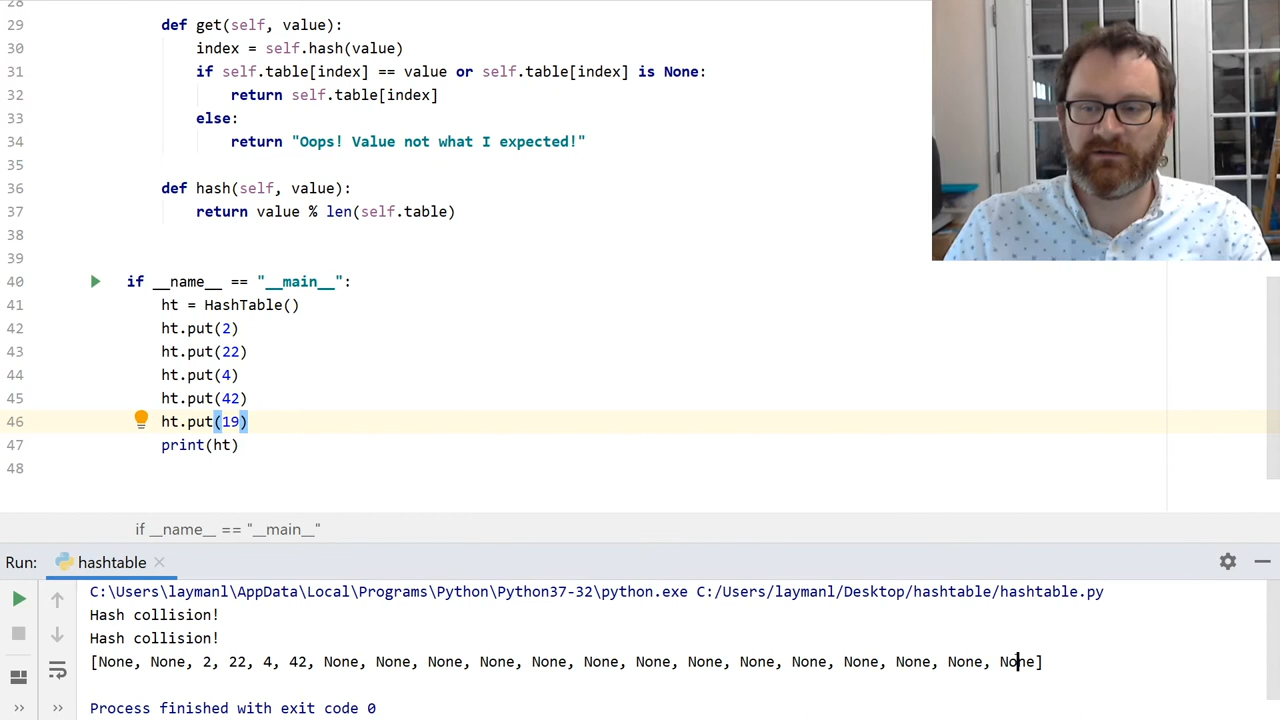 28
29 def get(self, value):
30 index = self.hash(value)
31 if self.table[index] == value or self.table[index] is None:
32 return self.table[index]
33 else:
34 return "Oops! Value not what I expected!"
35
36 def hash(self, value):
37 return value % len(self.table)
38
39
40 if __name__ == "__main__":
41 ht = HashTable()
42 ht.put(2)
43 ht.put(22)
44 ht.put(4)
45 ht.put(42)
46 ht.put(19)
47 print(ht)
48
if __name__ == "__main__"
Run: hashtable
C:\Users\laymanl\AppData\Local\Programs\Python\Python37-32\python.exe C:/Users/laymanl/Desktop/hashtable/hashtable.py
Hash collision!
Hash collision!
[None, None, 2, 22, 4, 42, None, None, None, None, None, None, None, None, None, None, None, None, None, None]
Process finished with exit code 0